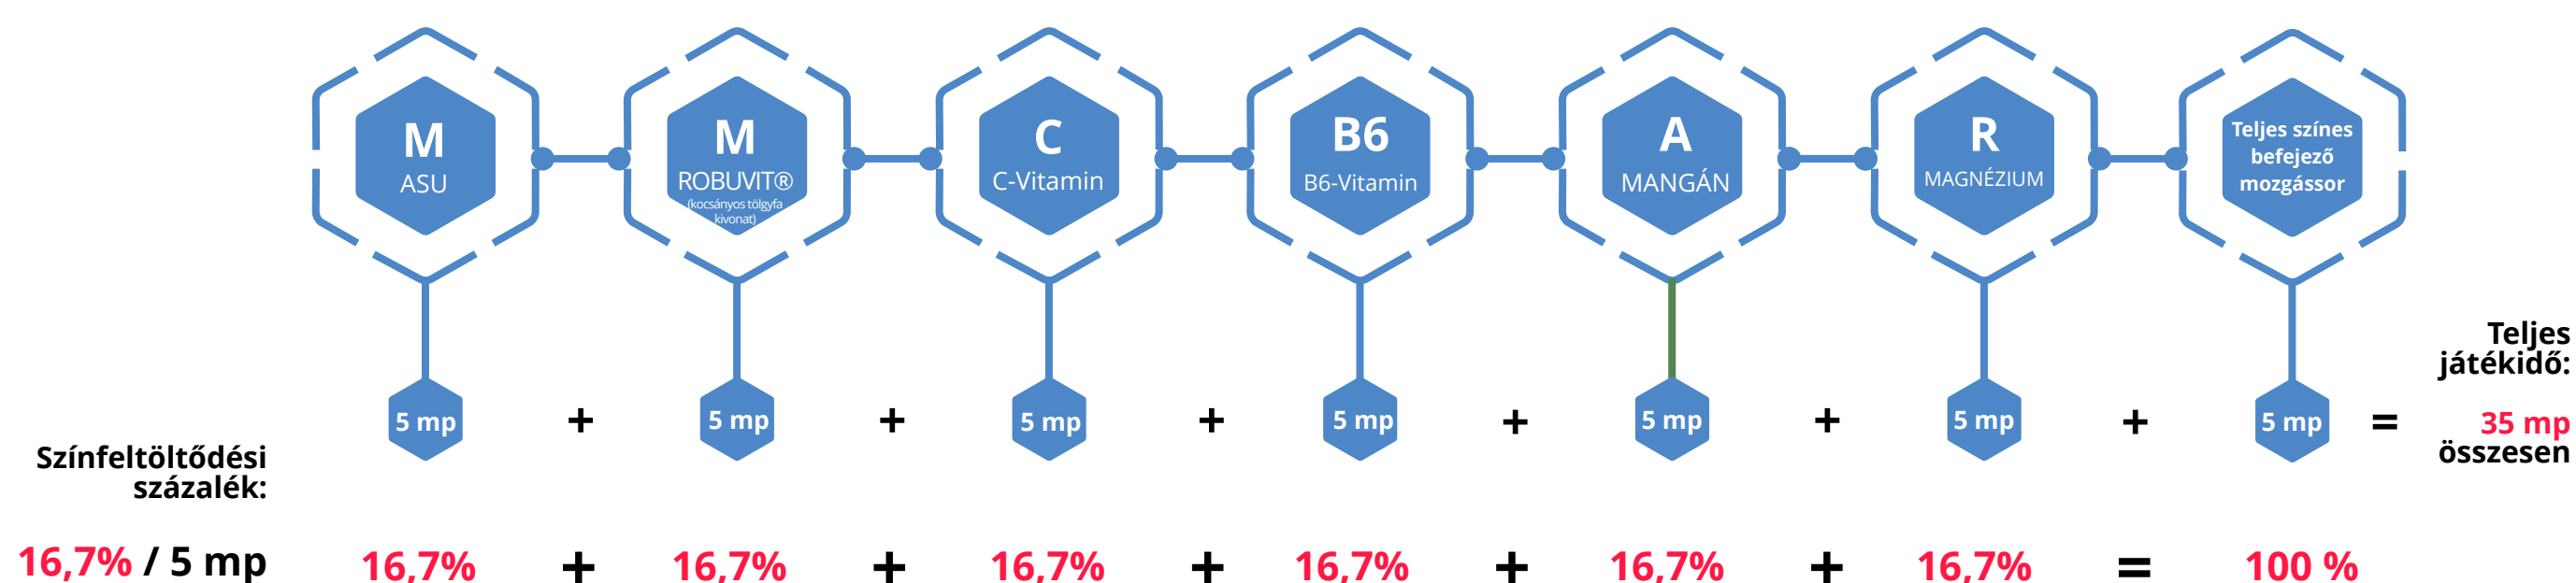 M
ASU
M
ROBUVIT®
(kocsányos tölgyfa
kivonat)
C
C-Vitamin
B6
B6-Vitamin
A
MANGÁN
R
MAGNÉZIUM
Teljes színes
befejező
mozgássor
Teljes
játékidő:
5 mp + 5 mp + 5 mp + 5 mp + 5 mp + 5 mp + 5 mp = 35 mp
összesen
Színfeltöltődési
százalék:
16,7% / 5 mp 16,7% + 16,7% + 16,7% + 16,7% + 16,7% + 16,7% = 100 %